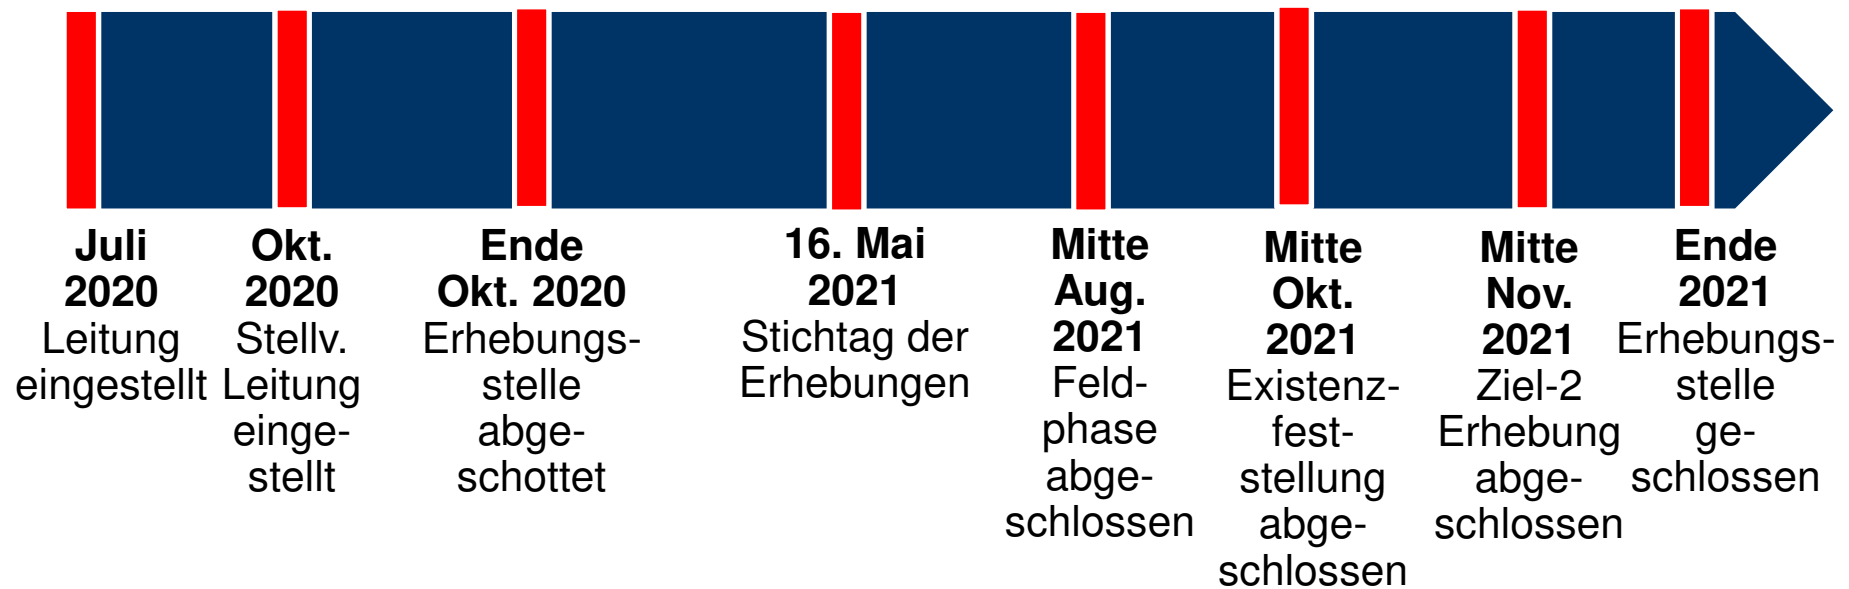 Juli
2020
Leitung
eingestellt
Okt.
2020
Stellv.
Leitung
einge-
stellt
Ende
Okt. 2020
Erhebungs-
stelle
abge-
schottet
16. Mai
2021
Stichtag der
Erhebungen
Mitte
Aug.
2021
Feld-
phase
abge-
schlossen
Mitte
Okt.
2021
Existenz-
fest-
stellung
abge-
schlossen
Mitte
Nov.
2021
Ziel-2
Erhebung
abge-
schlossen
Ende
2021
Erhebungs-
stelle
ge-
schlossen